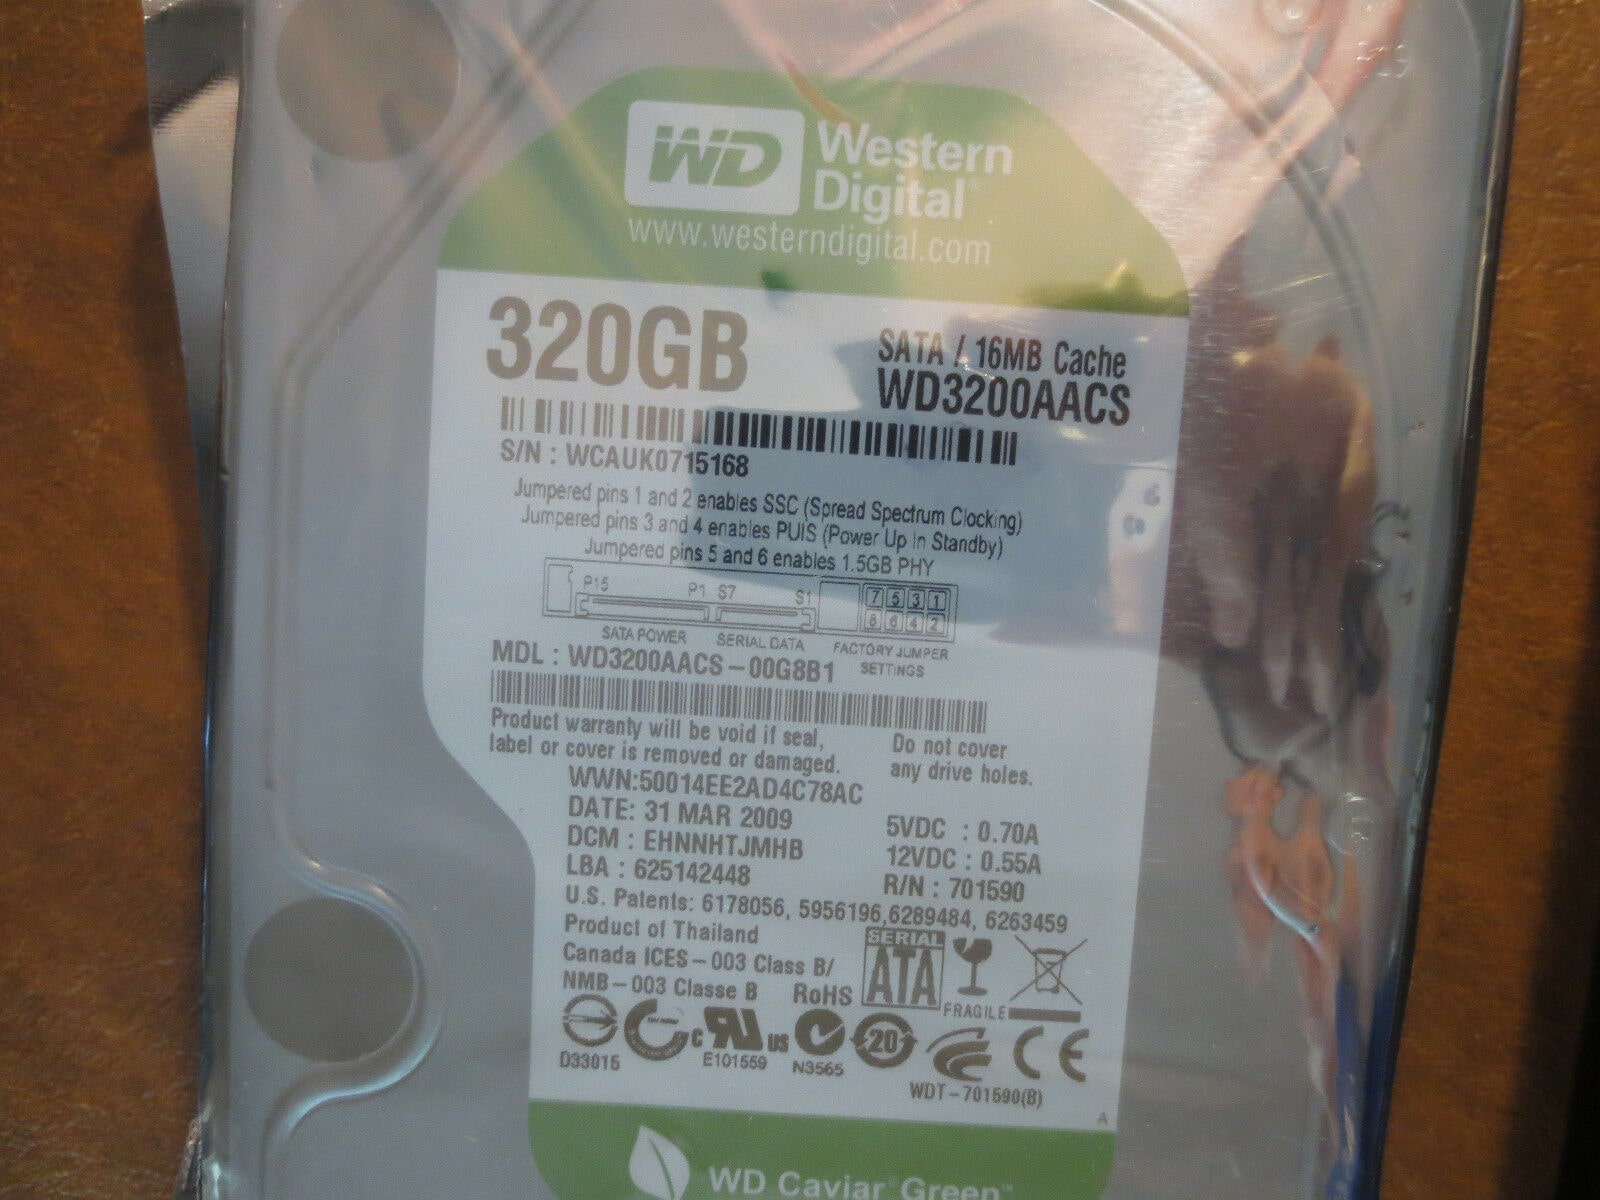 WD Western
Digital®
www.westerndigital.com
320GB
SATA / 16MB Cache
WD3200AACS
S/N : WCAUK0715168
Jumpered pins 1 and 2 enables SSC (Spread Spectrum Clocking)
Jumpered pins 3 and 4 enables PUIS (Power Up in Standby)
Jumpered pins 5 and 6 enables 1.5GB PHY
P15 P1 S7 S1
7 5 3 1
8 6 4 2
SATA POWER SERIAL DATA FACTORY JUMPER
SETTINGS
MDL : WD3200AACS-00G8B1
Product warranty will be void if seal,
label or cover is removed or damaged.
Do not cover
any drive holes.
WWN:50014EE2AD4C78AC
DATE: 31 MAR 2009
DCM : EHNNHTJMHB
LBA : 625142448
5VDC : 0.70A
12VDC : 0.55A
R/N : 701590
U.S. Patents: 6178056, 5956196,6289484, 6263459
Product of Thailand
Canada ICES-003 Class B/
NMB-003 Classe B
RoHS
SERIAL
ATA
FRAGILE
D33015
c UR US
E101559
N3565
20
CE
WDT-701590(B)
A
WD Caviar® Green™